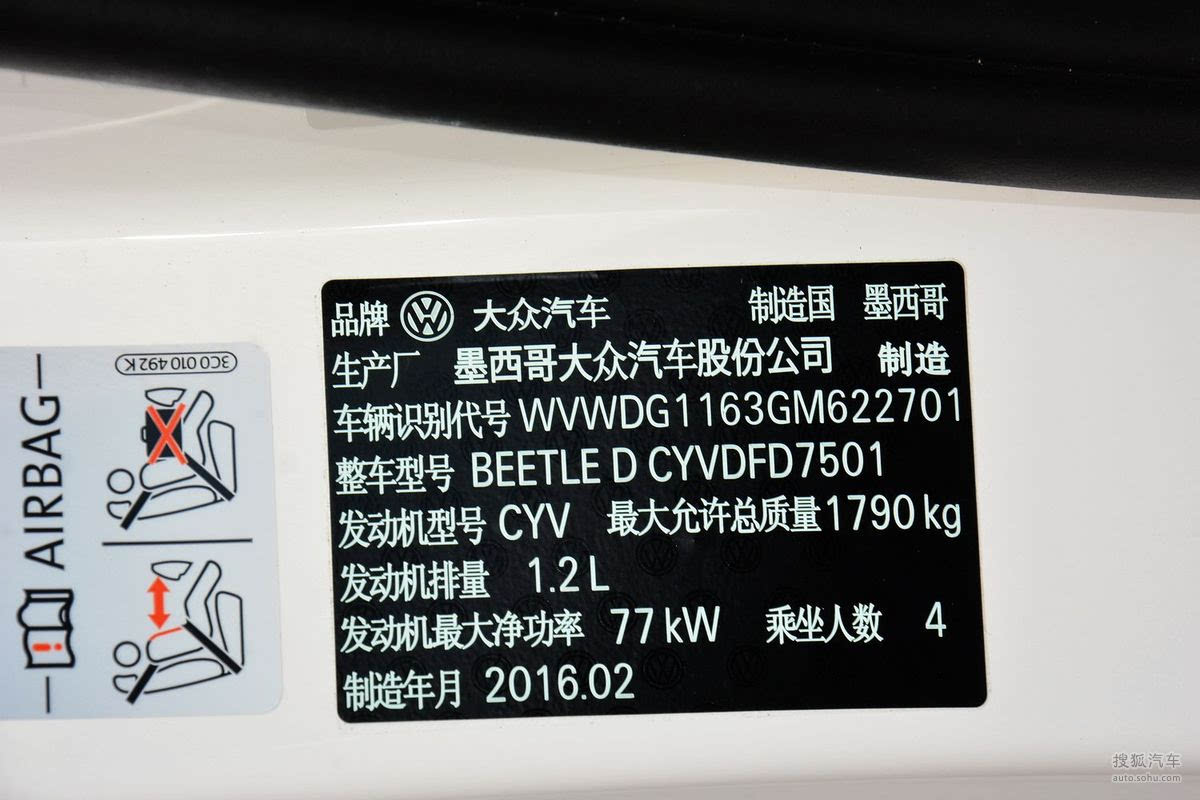 品牌 大众汽车 制造国 墨西哥
生产厂 墨西哥大众汽车股份公司 制造
车辆识别代号 WVWDG1163GM622701
整车型号 BEETLE D CYVDFD7501
发动机型号 CYV 最大允许总质量 1790 kg
发动机排量 1.2 L
发动机最大净功率 77 kW 乘坐人数 4
制造年月 2016.02
3C0 010 492 K
AIRBAG
搜狐汽车
auto.sohu.com